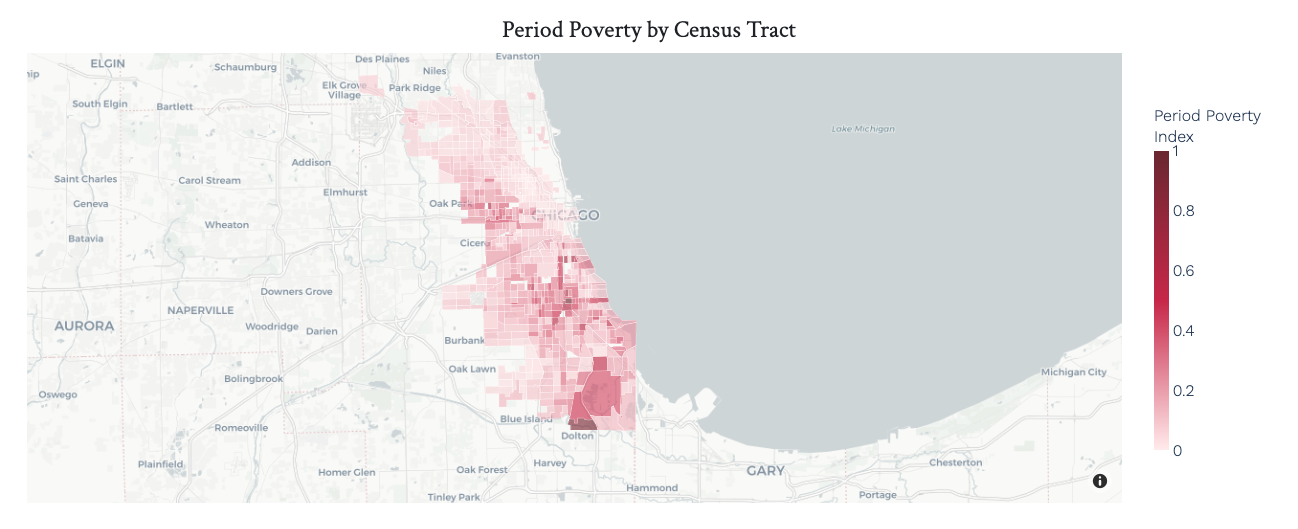 Period Poverty by Census Tract
Evanston
ELGIN
Des Plaines
Schaumburg
Niles
ip
Elk Grove
Village
Park Ridge
South Elgin
Bartlett
Lake Michigan
Addison
Saint Charles
Carol Stream
Elmhurst
Geneva
Oak Pa
CHICAGO
Wheaton
Batavia
Cicero
Downers Grove
NAPERVILLE
AURORA
Woodridge
Darien
Burbank
Oak Lawn
Michigan City
Bolingbrook
Oswego
Blue Island
Romeoville
Dolton
Plainfield
Homer Glen
Oak Forest
Harvey
GARY
Chesterton
Hammond
Tinley Park
Portage
Period Poverty
Index
1
0.8
0.6
0.4
0.2
0